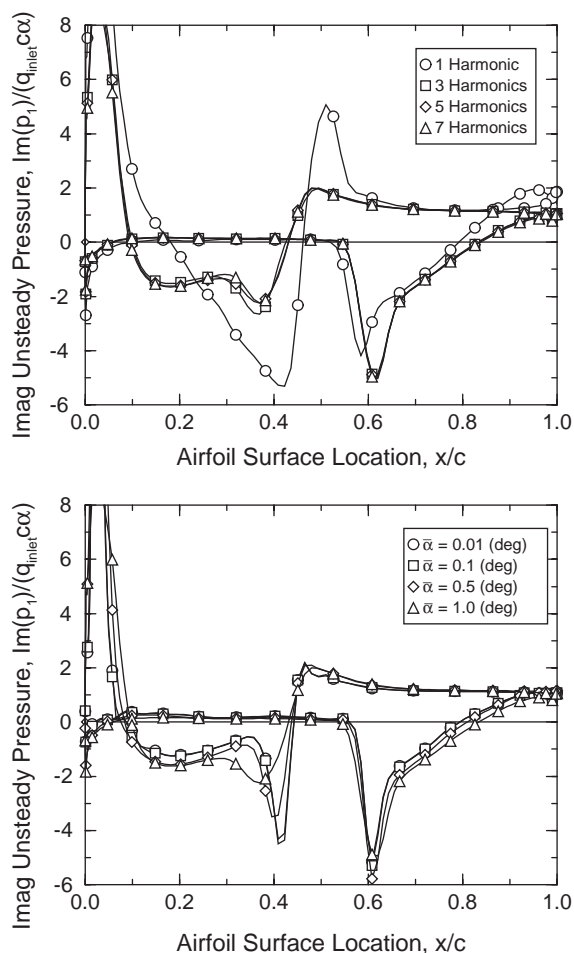 Imag Unsteady Pressure, Im(p₁)/(q_inlet cα)
8
6
4
2
0
-2
-4
-6
1 Harmonic
3 Harmonics
5 Harmonics
7 Harmonics
0.0 0.2 0.4 0.6 0.8 1.0
Airfoil Surface Location, x/c
Imag Unsteady Pressure, Im(p₁)/(q_inlet cα)
8
6
4
2
0
-2
-4
-6
ᾱ = 0.01 (deg)
ᾱ = 0.1 (deg)
ᾱ = 0.5 (deg)
ᾱ = 1.0 (deg)
0.0 0.2 0.4 0.6 0.8 1.0
Airfoil Surface Location, x/c